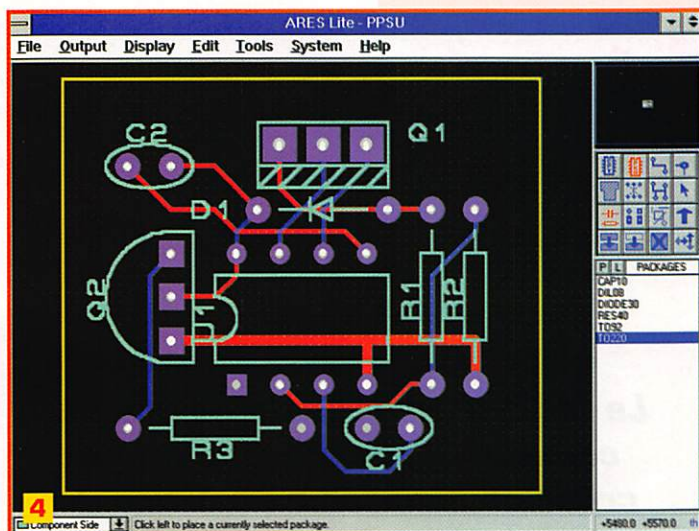 ARES Lite - PPSU
File Output Display Edit Tools System Help
C2
Q1
D1
Q2
U1
R1
R2
R3
C1
P L PACKAGES
CAP10
DIL08
DIODE30
RES40
TO92
TO220
4
Component Side Click left to place a currently selected package. +5480.0 +5570.0 th